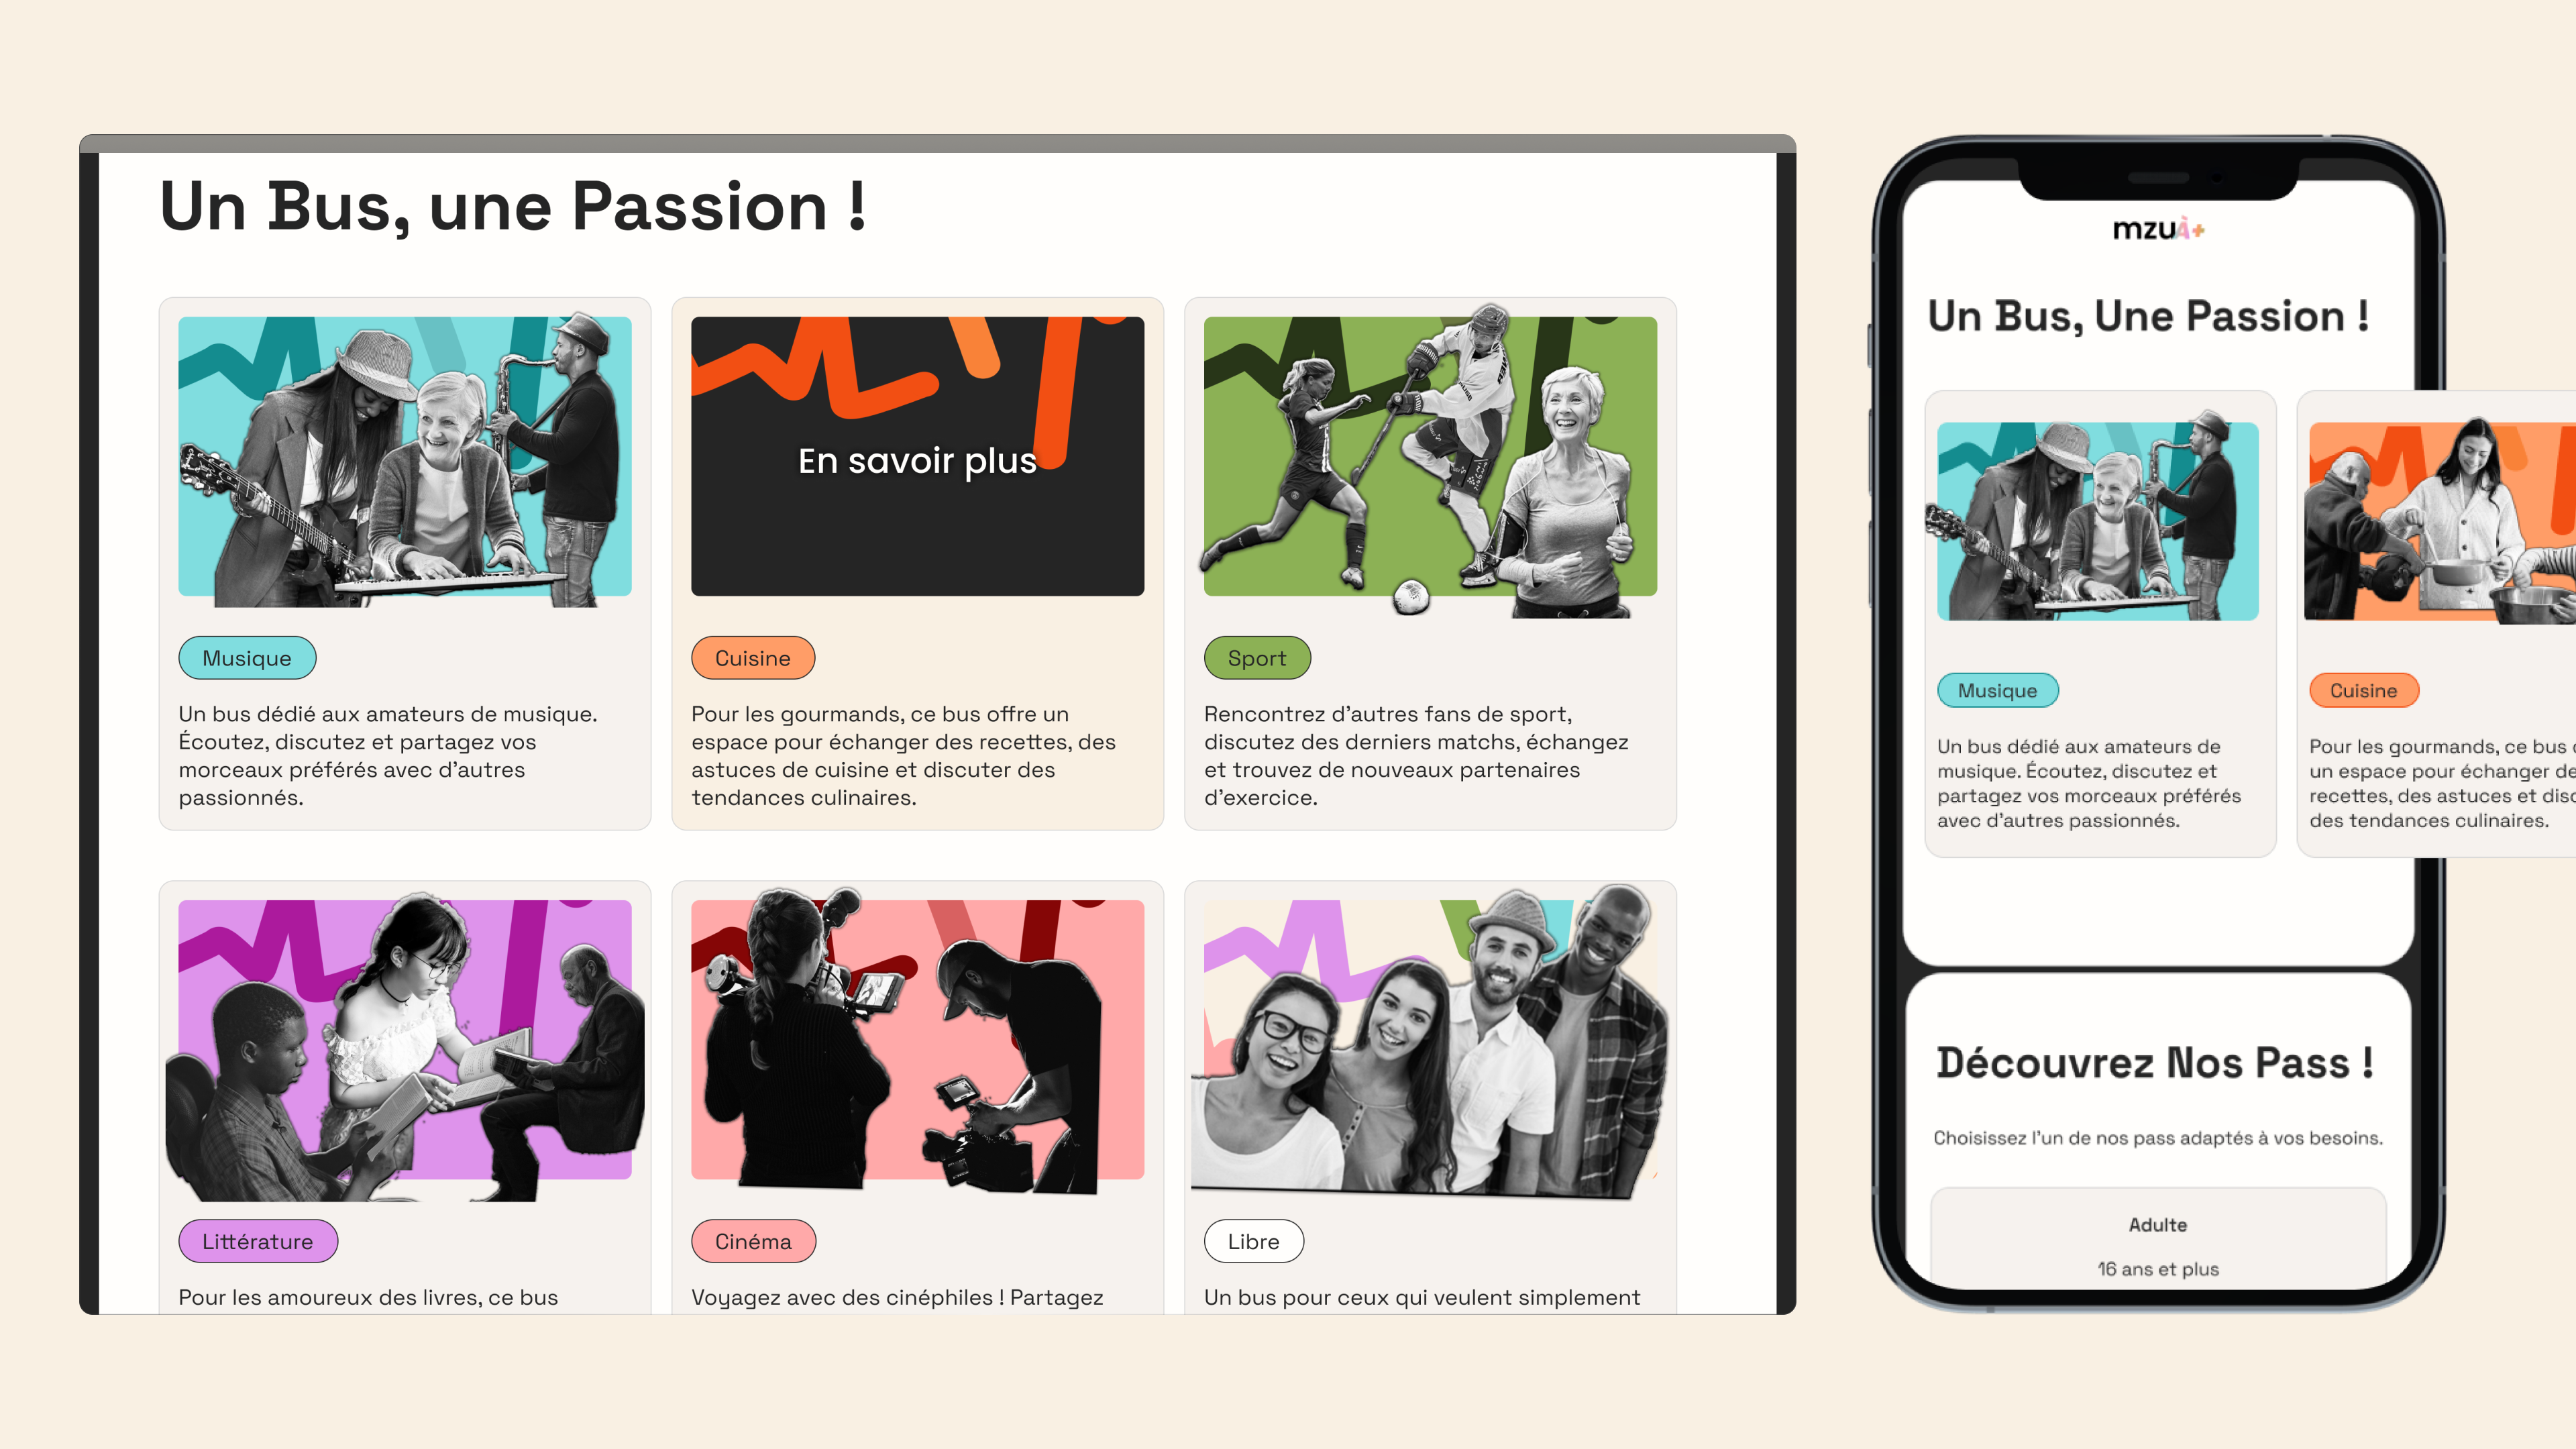 Un Bus, une Passion !
En savoir plus
Musique
Un bus dédié aux amateurs de musique.
Écoutez, discutez et partagez vos
morceaux préférés avec d'autres
passionnés.
Cuisine
Pour les gourmands, ce bus offre un
espace pour échanger des recettes, des
astuces de cuisine et discuter des
tendances culinaires.
Sport
Rencontrez d'autres fans de sport,
discutez des derniers matchs, échangez
et trouvez de nouveaux partenaires
d'exercice.
Littérature
Pour les amoureux des livres, ce bus
Cinéma
Voyagez avec des cinéphiles ! Partagez
Libre
Un bus pour ceux qui veulent simplement
mzuÀ+
Un Bus, Une Passion !
Musique
Un bus dédié aux amateurs de
musique. Écoutez, discutez et
partagez vos morceaux préférés
avec d'autres passionnés.
Cuisine
Pour les gourmands, ce bus
un espace pour échanger de
recettes, des astuces et disc
des tendances culinaires.
Découvrez Nos Pass !
Choisissez l'un de nos pass adaptés à vos besoins.
Adulte
16 ans et plus